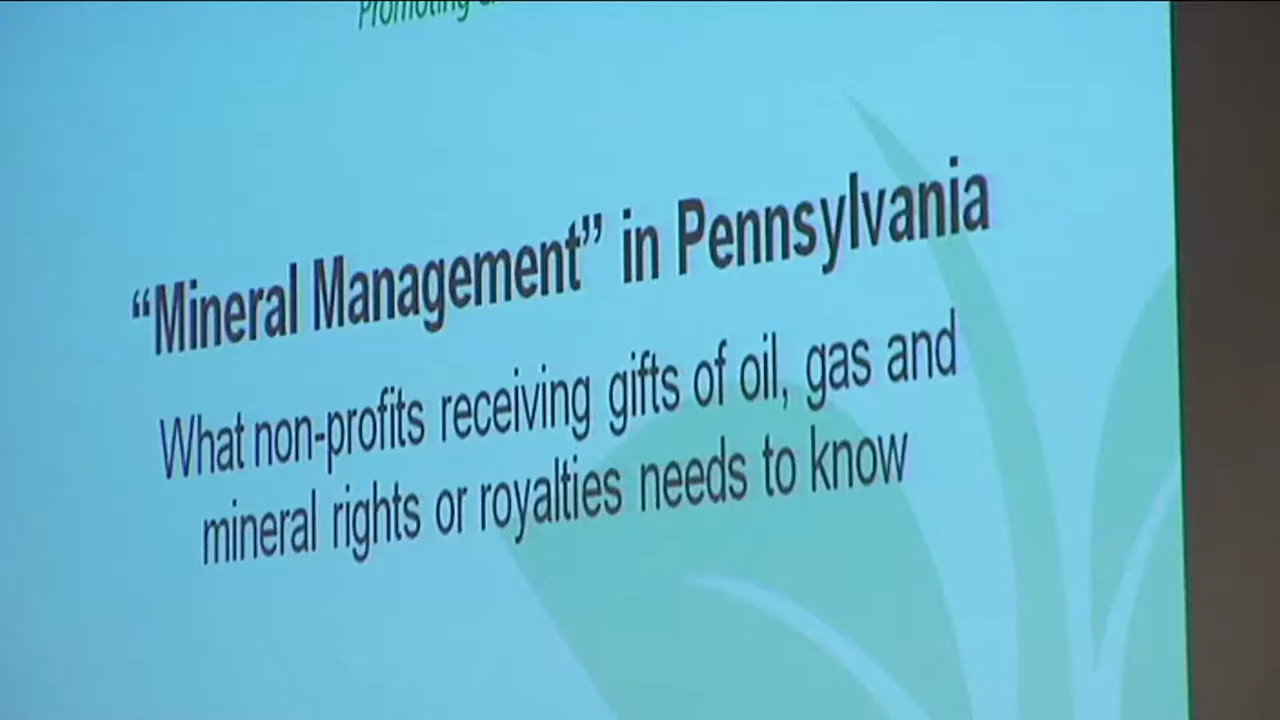 Promoting
“Mineral Management” in Pennsylvania
What non-profits receiving gifts of oil, gas and
mineral rights or royalties needs to know